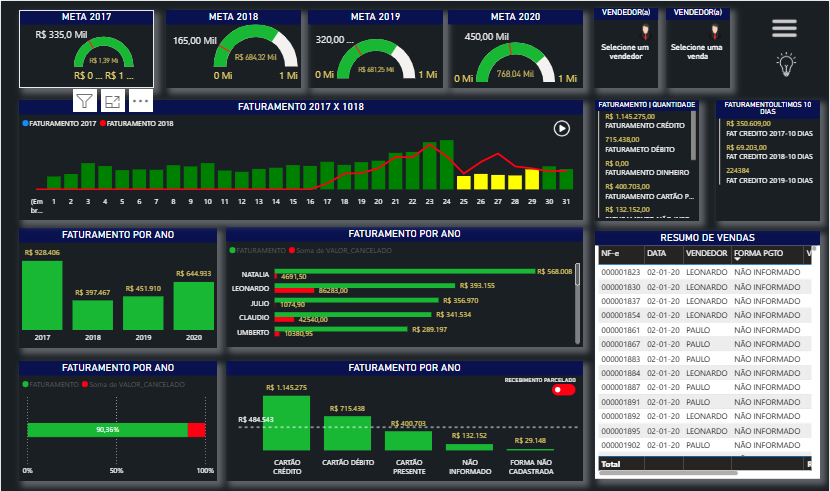 META 2017
R$ 335,0 Mil
R$ 1,39 Mi
R$ 0 ... R$ 1 ...
META 2018
165,00 Mil
R$ 684,32 Mil
0 Mi
1 Mi
META 2019
320,00 ...
R$ 681,25 Mil
0 Mi
1 Mi
META 2020
450,00 Mil
768,04 Mil
0 Mi
1 Mi
VENDEDOR(a)
Selecione um
vendedor
VENDEDOR(a)
Selecione uma
venda
FATURAMENTO 2017 X 1018
FATURAMENTO 2017 FATURAMENTO 2018
(Em
br...
1 2 3 4 5 6 7 8 9 10 11 12 13 14 15 16 17 18 19 20 21 22 23 24 25 26 27 28 29 30 31
FATURAMENTO | QUANTIDADE
R$ 1.145.275,00
FATURAMENTO CRÉDITO
715.438,00
FATURAMETO DÉBITO
R$ 0,00
FATURAMENTO DINHEIRO
R$ 400.703,00
FATURAMENTO CARTÃO P...
R$ 132.152,00
FATURAMENTOULTIMOS 10
DIAS
R$ 350.609,00
FAT CREDITO 2017-10 DIAS
R$ 69.203,00
FAT CREDITO 2018-10 DIAS
224384
FAT CREDITO 2019-10 DIAS
FATURAMENTO POR ANO
R$ 928.406
R$ 397.467
R$ 451.910
R$ 644.933
2017 2018 2019 2020
FATURAMENTO POR ANO
FATURAMENTO Soma de VALOR_CANCELADO
NATALIA R$ 568.008
4691,50
LEONARDO R$ 393.155
86283,00
JULIO R$ 356.970
1074,90
CLAUDIO R$ 341.534
42540,00
UMBERTO R$ 289.197
10380,95
RESUMO DE VENDAS
NF-e DATA VENDEDOR FORMA PGTO V
000001823 02-01-20 LEONARDO NÃO INFORMADO
000001830 02-01-20 LEONARDO NÃO INFORMADO
000001837 02-01-20 LEONARDO NÃO INFORMADO
000001854 02-01-20 LEONARDO NÃO INFORMADO
000001861 02-01-20 PAULO NÃO INFORMADO
000001867 02-01-20 PAULO NÃO INFORMADO
000001883 02-01-20 PAULO NÃO INFORMADO
000001884 02-01-20 LEONARDO NÃO INFORMADO
000001887 02-01-20 PAULO NÃO INFORMADO
000001891 02-01-20 PAULO NÃO INFORMADO
000001892 02-01-20 LEONARDO NÃO INFORMADO
000001895 02-01-20 LEONARDO NÃO INFORMADO
000001902 02-01-20 PAULO NÃO INFORMADO
Total
FATURAMENTO POR ANO
FATURAMENTO Soma de VALOR_CANCELADO
90,36%
0% 50% 100%
FATURAMENTO POR ANO
RECEBIMENTO PARCELADO
R$ 1.145.275
R$ 715.438
R$ 484.543
R$ 400.703
R$ 132.152
R$ 29.148
CARTÃO
CRÉDITO
CARTÃO DÉBITO
CARTÃO
PRESENTE
NÃO
INFORMADO
FORMA NÃO
CADASTRADA